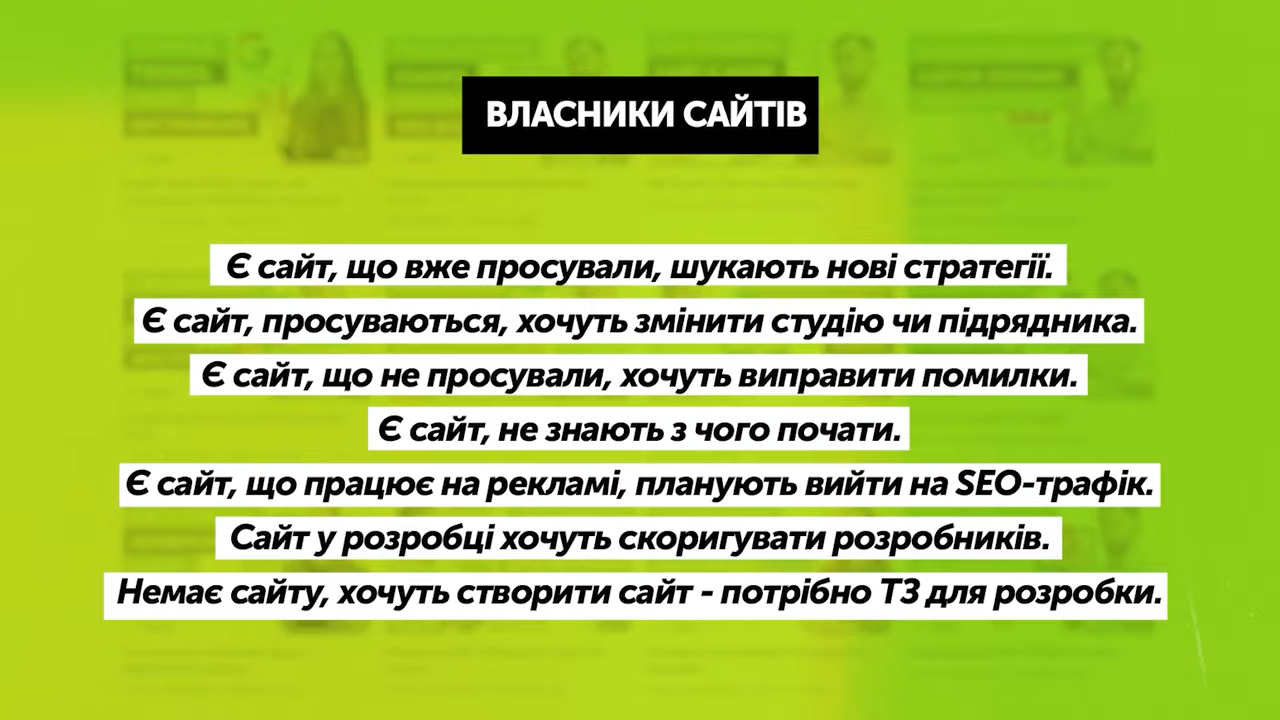 ВЛАСНИКИ САЙТІВ
Є сайт, що вже просували, шукають нові стратегії.
Є сайт, просуваються, хочуть змінити студію чи підрядника.
Є сайт, що не просували, хочуть виправити помилки.
Є сайт, не знають з чого почати.
Є сайт, що працює на рекламі, планують вийти на SEO-трафік.
Сайт у розробці хочуть скоригувати розробників.
Немає сайту, хочуть створити сайт - потрібно ТЗ для розробки.